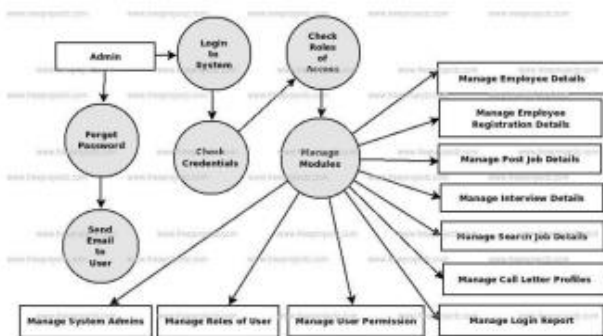 Admin
Login
to
System
Check
Roles
of
Access
Forget
Password
Check
Credentials
Manage
Modules
Send
Email
to
User
Manage Employee Details
Manage Employee
Registration Details
Manage Post Job Details
Manage Interview Details
Manage Search Job Details
Manage Call Letter Profiles
Manage Login Report
Manage System Admins
Manage Roles of User
Manage User Permission